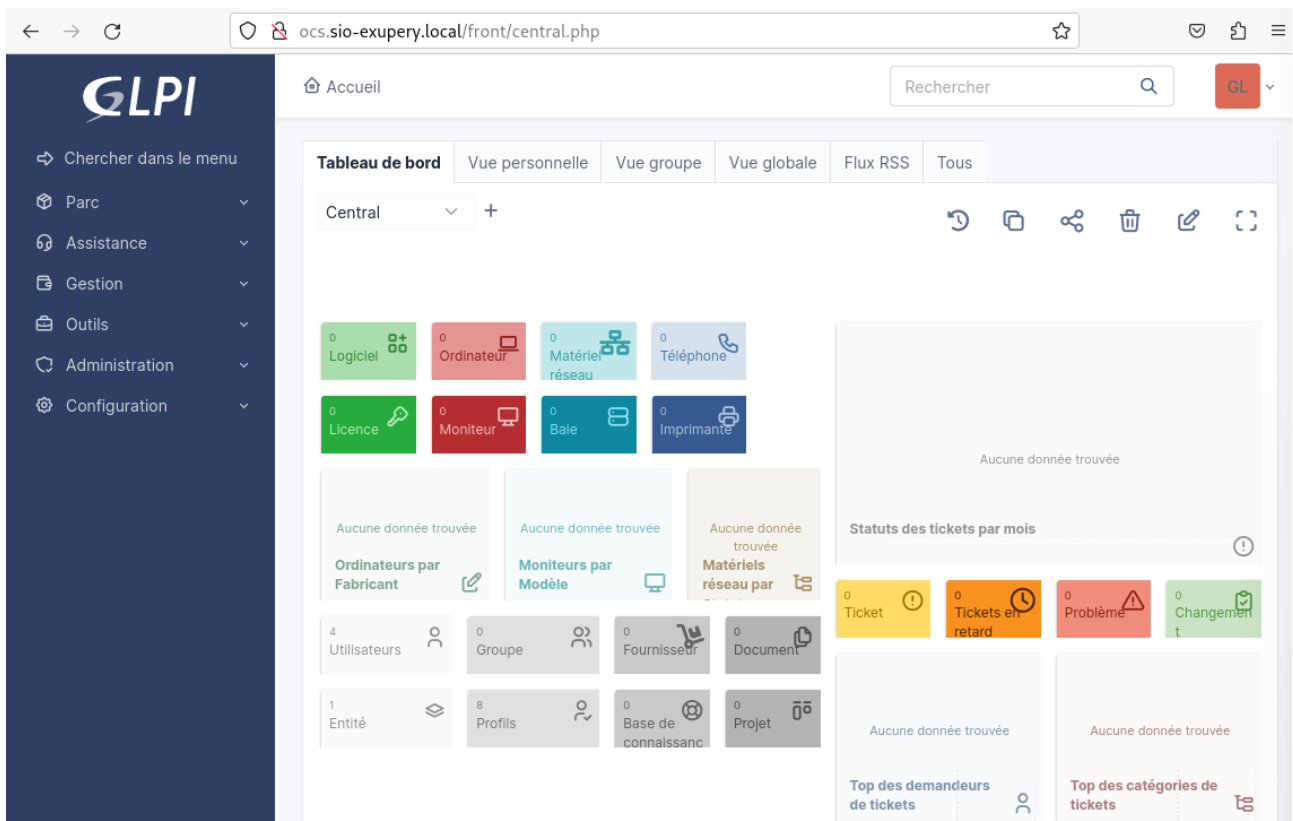 ocs.sio-exupery.local/front/central.php
GLPI
Accueil
Rechercher
GL
Chercher dans le menu
Parc
Assistance
Gestion
Outils
Administration
Configuration
Tableau de bord
Vue personnelle
Vue groupe
Vue globale
Flux RSS
Tous
Central
0
Logiciel
0
Ordinateur
0
Matériel
réseau
0
Téléphone
0
Licence
0
Moniteur
0
Baie
0
Imprimante
Aucune donnée trouvée
Ordinateurs par
Fabricant
Aucune donnée trouvée
Moniteurs par
Modèle
Aucune donnée
trouvée
Matériels
réseau par
4
Utilisateurs
0
Groupe
0
Fournisseur
0
Document
1
Entité
8
Profils
0
Base de
connaissanc
0
Projet
Aucune donnée trouvée
Statuts des tickets par mois
0
Ticket
0
Tickets en
retard
0
Problème
0
Changemen
t
Aucune donnée trouvée
Top des demandeurs
de tickets
Aucune donnée trouvée
Top des catégories de
tickets